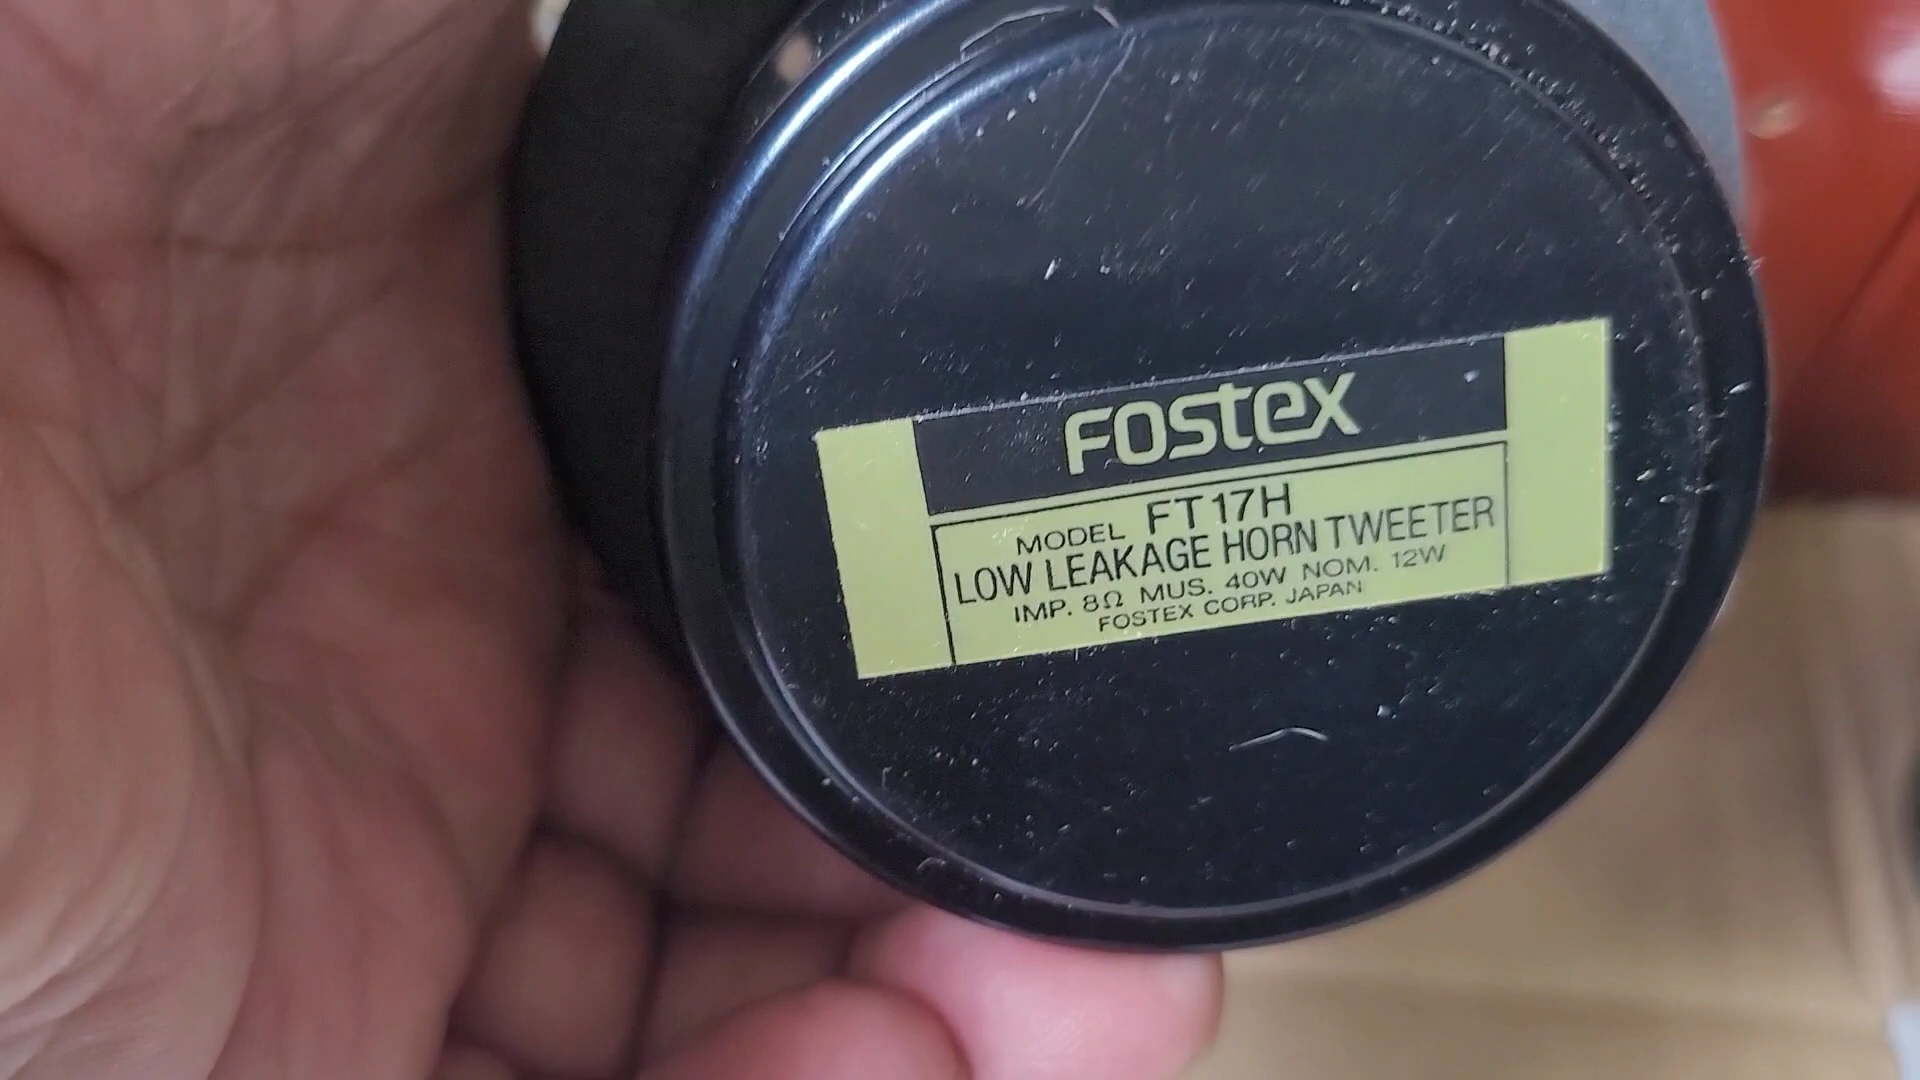 FOSTEX
MODEL FT17H
LOW LEAKAGE HORN TWEETER
IMP. 8Ω MUS. 40W NOM. 12W
FOSTEX CORP. JAPAN